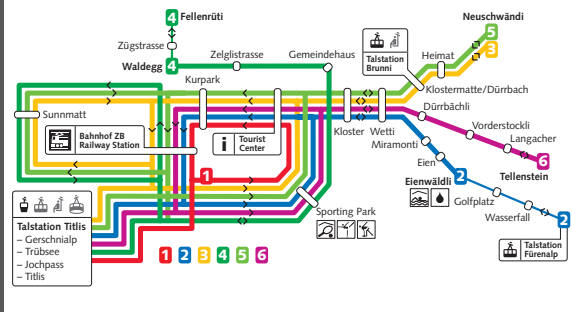 4 Fellenrüti
Neuschwändi
5
3
Zügstrasse
Zelglistrasse
Gemeindehaus
Waldegg 4
Talstation
Brunni
Heimat
Kurpark
Klostermatte/Dürrbach
Sunnmatt
Bahnhof ZB
Railway Station
i Tourist
Center
Kloster
Wetti
Dürrbächli
Miramonti
Vorderstockli
Langacher
Eien
6
Tellenstein
1
Eienwäldli
2
Golfplatz
Wasserfall
2
Talstation
Fürenalp
Sporting Park
Talstation Titlis
– Gerschnialp
– Trübsee
– Jochpass
– Titlis
1 2 3 4 5 6